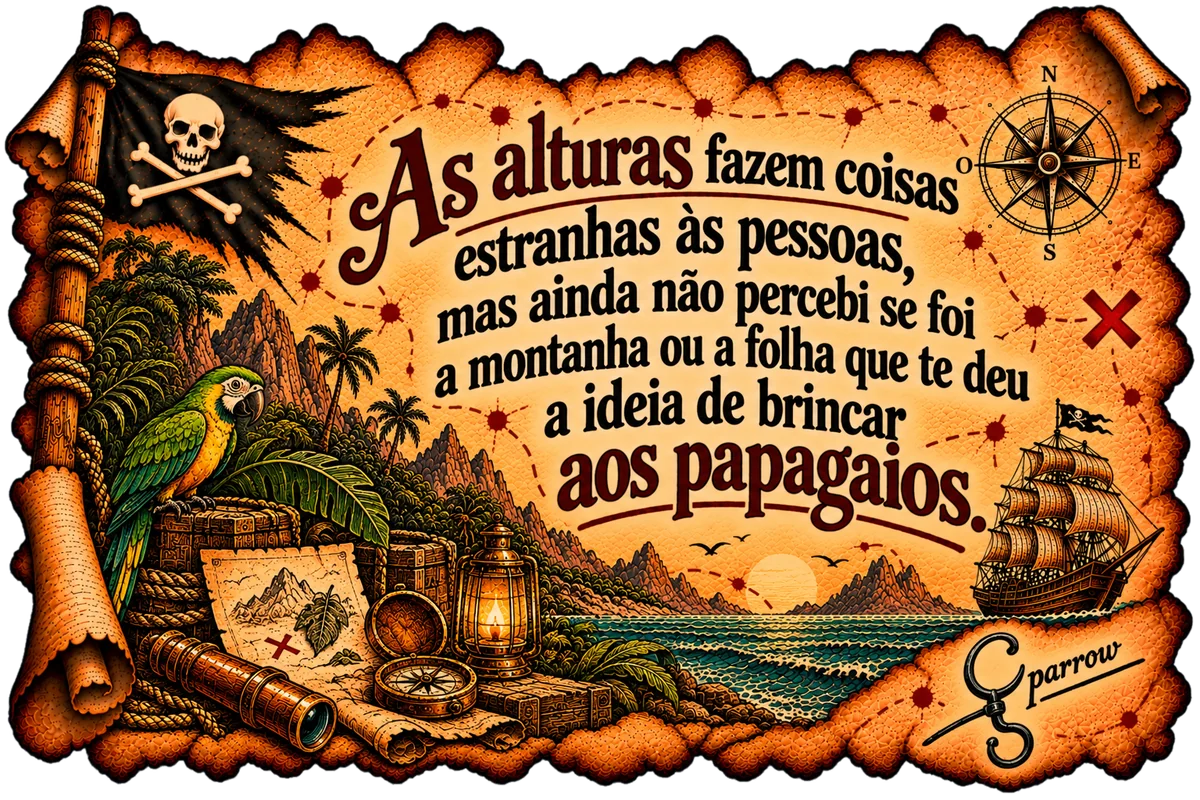 As alturas fazem coisas
estranhas às pessoas,
mas ainda não percebi se foi
a montanha ou a folha que te deu
a ideia de brincar
aos papagaios.
N
O
E
S
Sparrow